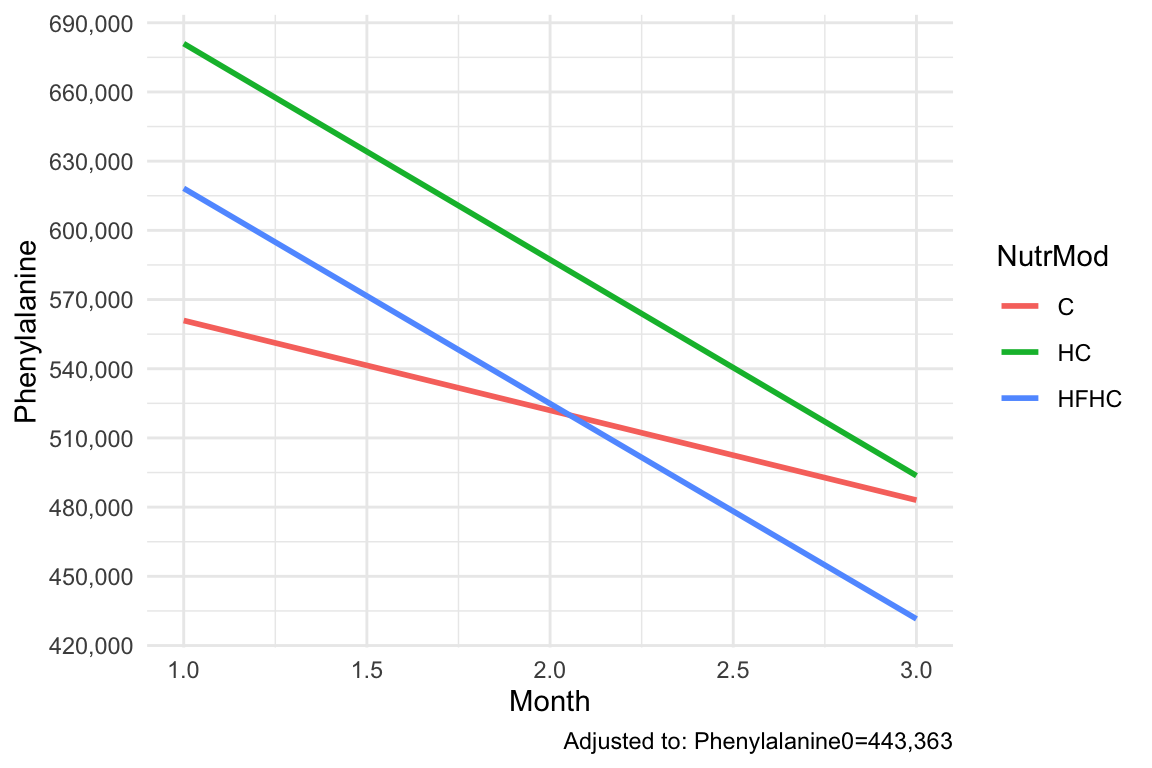 690,000
660,000
630,000
600,000
570,000
540,000
510,000
480,000
450,000
420,000
Phenylalanine
1.0 1.5 2.0 2.5 3.0
Month
NutrMod
C
HC
HFHC
Adjusted to: Phenylalanine0=443,363